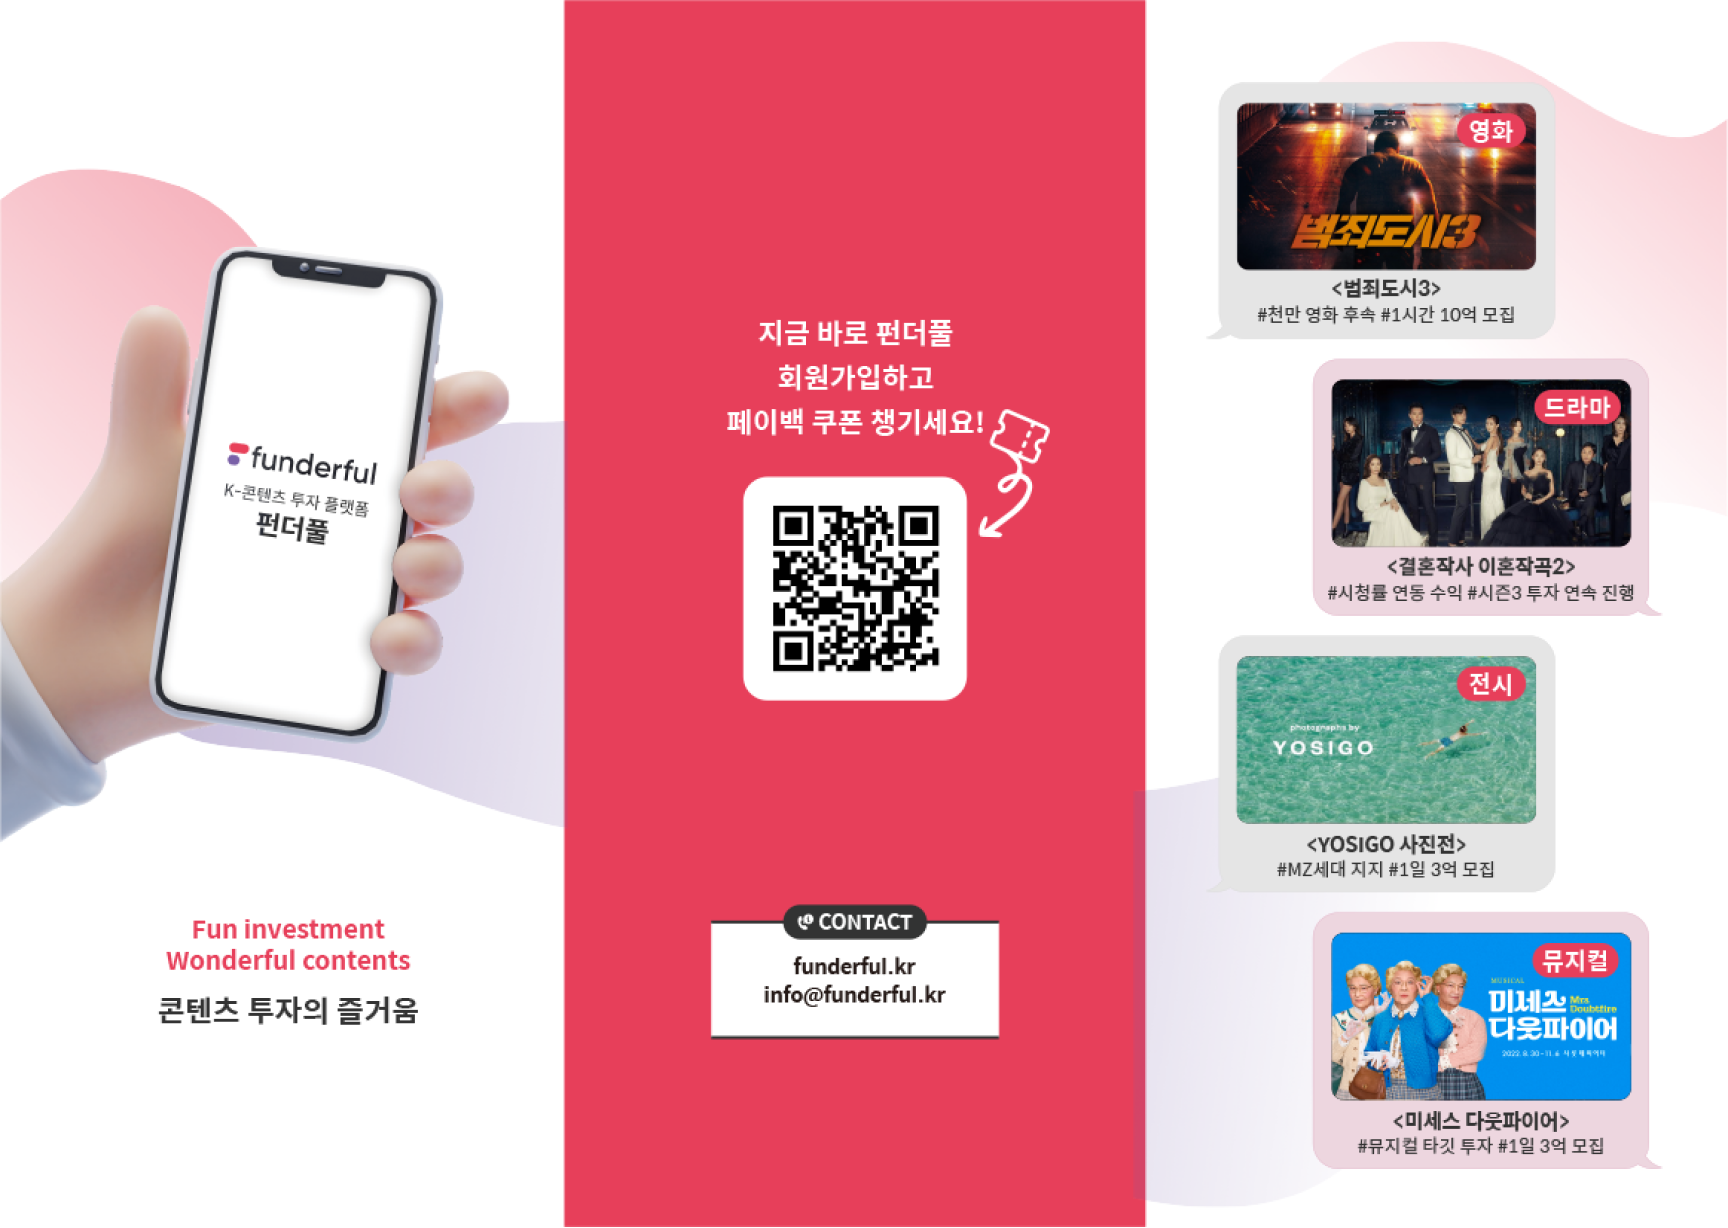 funderful
K-콘텐츠 투자 플랫폼
펀더풀
Fun investment
Wonderful contents
콘텐츠 투자의 즐거움
지금 바로 펀더풀
회원가입하고
페이백 쿠폰 챙기세요!
CONTACT
funderful.kr
info@funderful.kr
영화
범죄도시3
<범죄도시3>
#천만 영화 후속 #1시간 10억 모집
드라마
<결혼작사 이혼작곡2>
#시청률 연동 수익 #시즌3 투자 연속 진행
전시
photographs by
YOSIGO
<YOSIGO 사진전>
#MZ세대 지지 #1일 3억 모집
뮤지컬
MUSICAL
미세스 Mrs.
다웃파이어 Doubtfire
2022.8.30-11.6 샤롯데씨어터
<미세스 다웃파이어>
#뮤지컬 타깃 투자 #1일 3억 모집